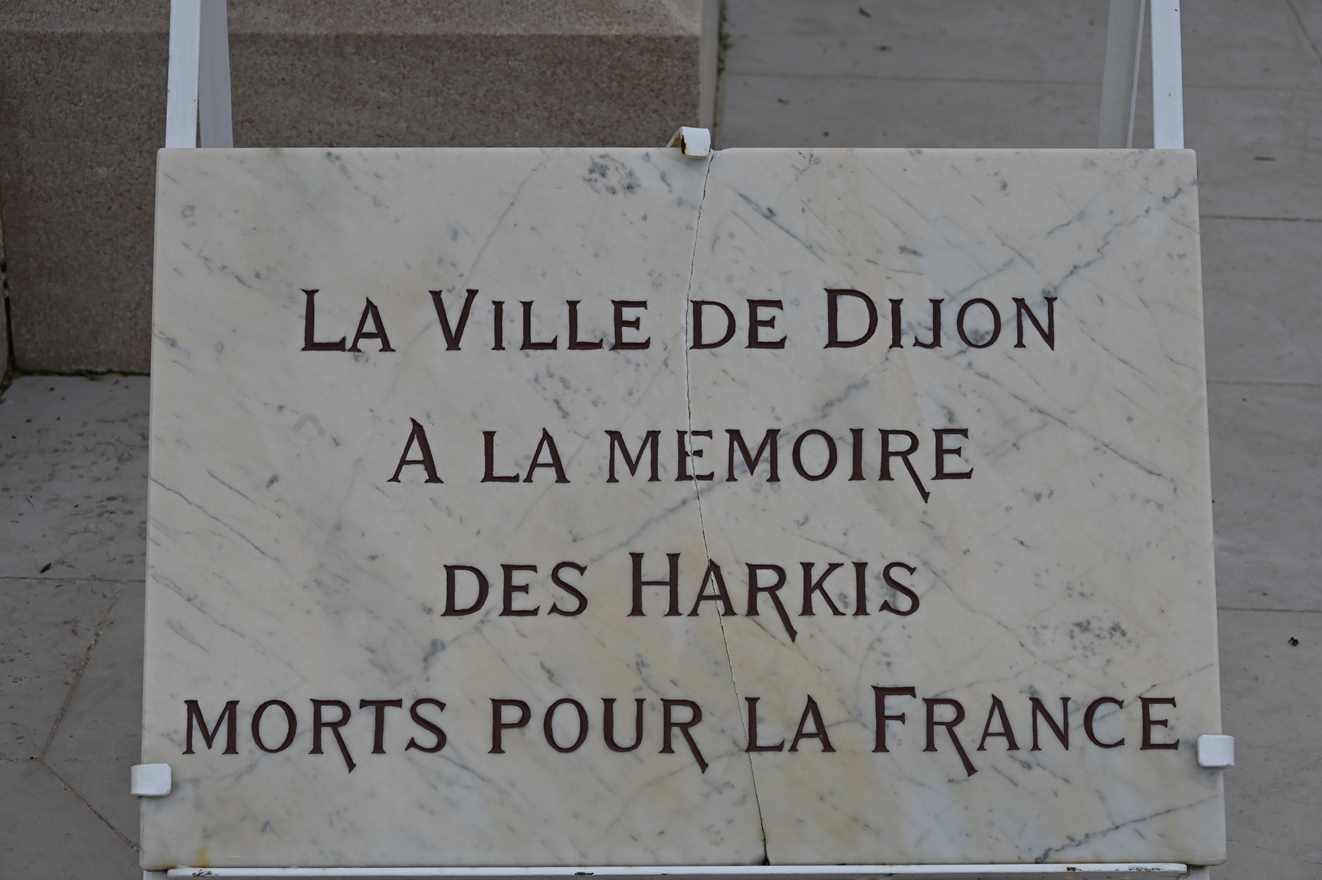 LA VILLE DE DIJON
A LA MEMOIRE
DES HARKIS
MORTS POUR LA FRANCE